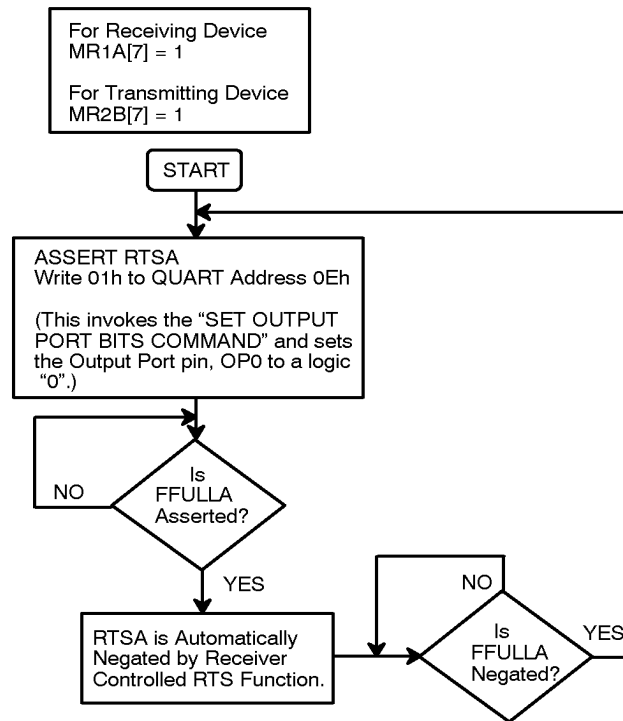 For Receiving Device
MR1A[7] = 1
For Transmitting Device
MR2B[7] = 1
START
ASSERT RTSA
Write 01h to QUART Address 0Eh
(This invokes the “SET OUTPUT
PORT BITS COMMAND” and sets
the Output Port pin, OP0 to a logic
“0”.)
Is
FFULLA
Asserted?
NO
YES
RTSA is Automatically
Negated by Receiver
Controlled RTS Function.
NO
Is
FFULLA
Negated?
YES